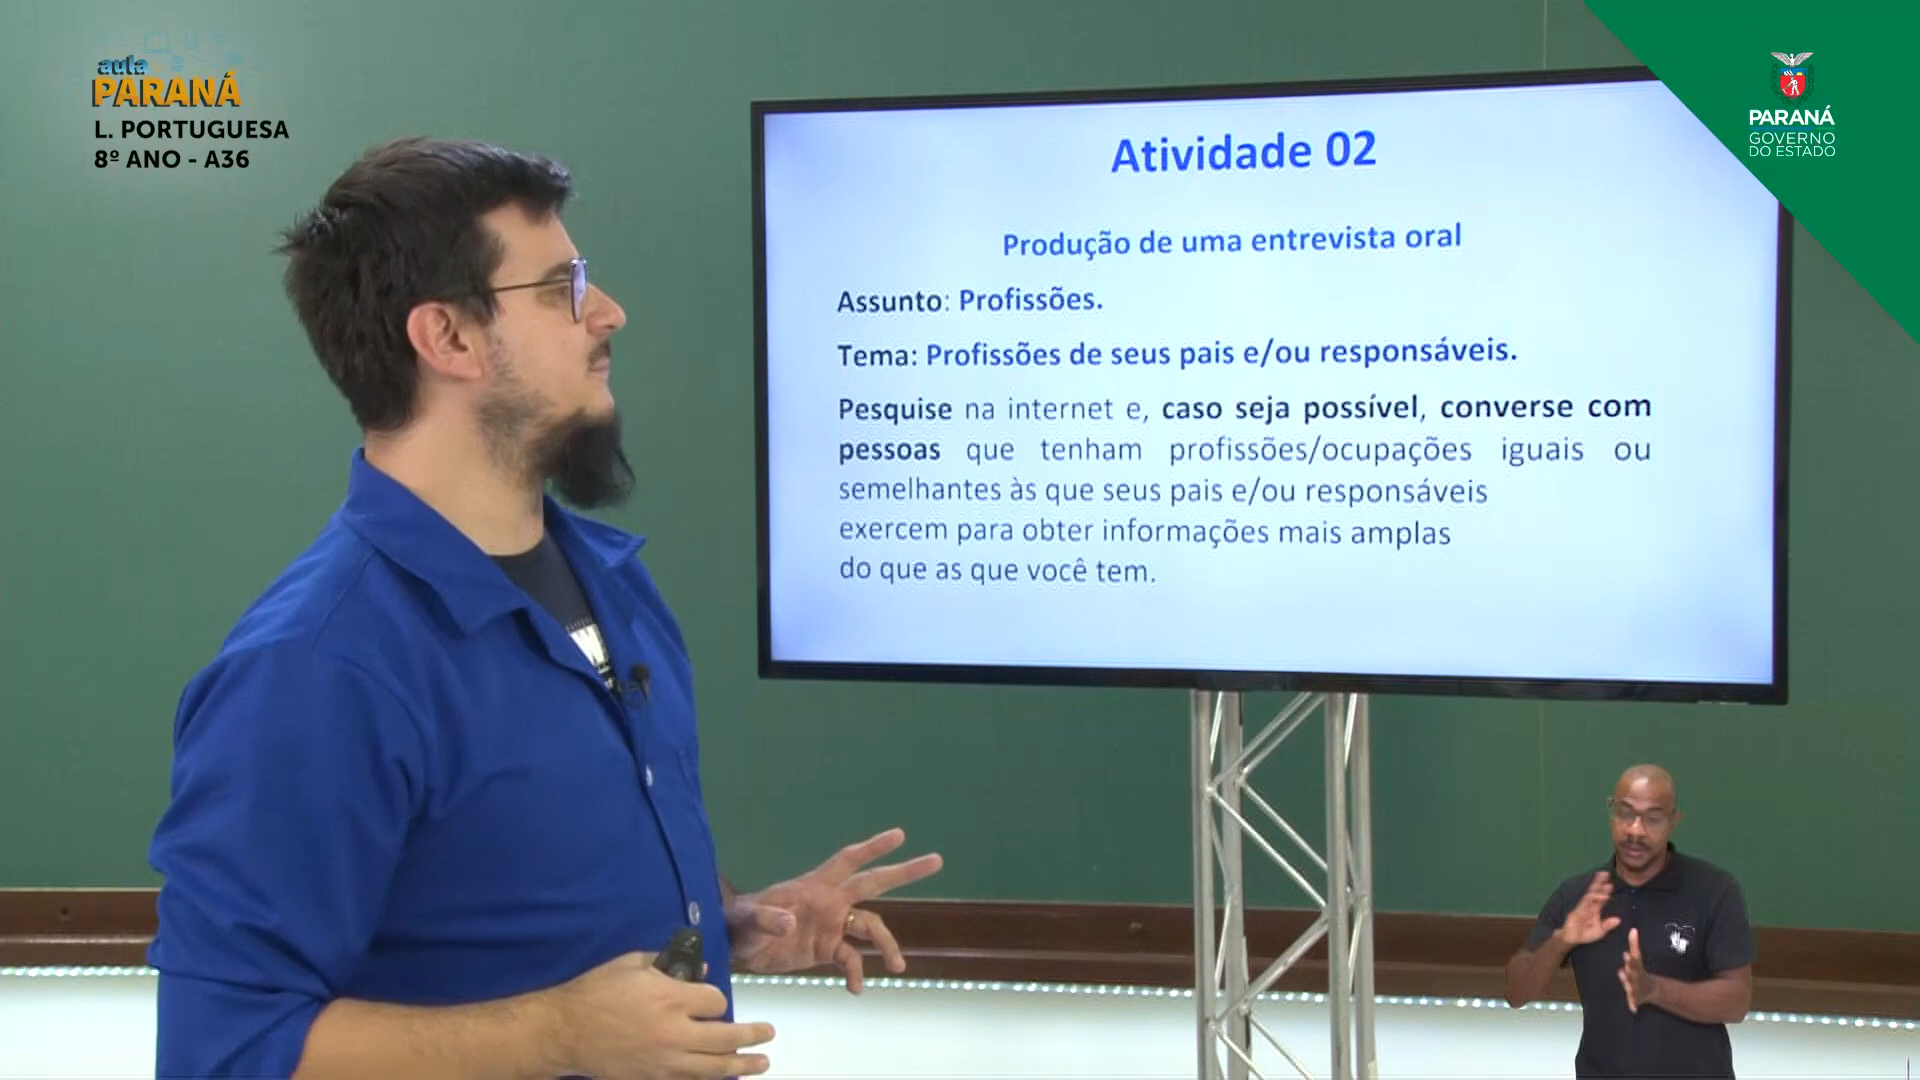 aula
PARANÁ
L. PORTUGUESA
8º ANO - A36
PARANÁ
GOVERNO
DO ESTADO
Atividade 02
Produção de uma entrevista oral
Assunto: Profissões.
Tema: Profissões de seus pais e/ou responsáveis.
Pesquise na internet e, caso seja possível, converse com
pessoas que tenham profissões/ocupações iguais ou
semelhantes às que seus pais e/ou responsáveis
exercem para obter informações mais amplas
do que as que você tem.